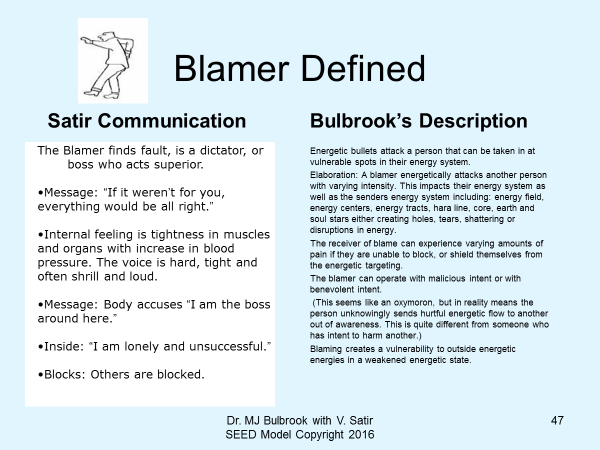 Blamer Defined
Satir Communication
The Blamer finds fault, is a dictator, or
boss who acts superior.
•Message: “If it weren’t for you,
everything would be all right.”
•Internal feeling is tightness in muscles
and organs with increase in blood
pressure. The voice is hard, tight and
often shrill and loud.
•Message: Body accuses “I am the boss
around here.”
•Inside: “I am lonely and unsuccessful.”
•Blocks: Others are blocked.
Bulbrook’s Description
Energetic bullets attack a person that can be taken in at
vulnerable spots in their energy system.
Elaboration: A blamer energetically attacks another person
with varying intensity. This impacts their energy system as
well as the senders energy system including: energy field,
energy centers, energy tracts, hara line, core, earth and
soul stars either creating holes, tears, shattering or
disruptions in energy.
The receiver of blame can experience varying amounts of
pain if they are unable to block, or shield themselves from
the energetic targeting.
The blamer can operate with malicious intent or with
benevolent intent.
(This seems like an oxymoron, but in reality means the
person unknowingly sends hurtful energetic flow to another
out of awareness. This is quite different from someone who
has intent to harm another.)
Blaming creates a vulnerability to outside energetic
energies in a weakened energetic state.
Dr. MJ Bulbrook with V. Satir
SEED Model Copyright 2016
47